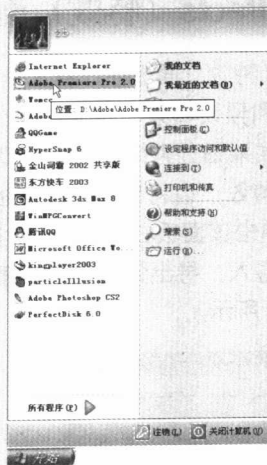 Internet Explorer
Adobe Premiere Pro 2.0
位置: D:\Adobe\Adobe Premiere Pro 2.0
Adobe
QQGame
HyperSnap 6
金山词霸 2002 共享版
东方快车 2003
Autodesk 3ds Max 8
WinMPGConvert
腾讯QQ
Microsoft Office
kingplayer2003
particleIllusion
Adobe Photoshop CS2
PerfectDisk 6.0
所有程序(P)
我的文档
我最近的文档(D)
控制面板(C)
设定程序访问和默认值
连接到(T)
打印机和传真
帮助和支持(H)
搜索(S)
运行(R)...
注销(L)
关闭计算机(U)
开始